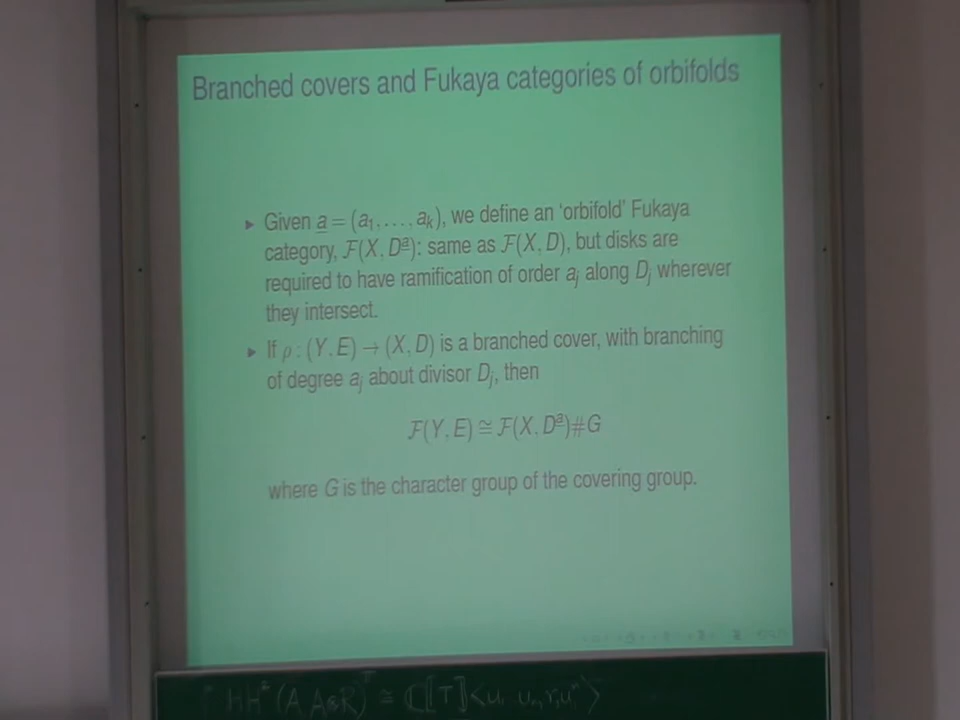 Branched covers and Fukaya categories of orbifolds
▸ Given a̲ = (a₁, …, aₖ), we define an 'orbifold' Fukaya
category, F(X, Dᵃ̲): same as F(X, D), but disks are
required to have ramification of order aⱼ along Dⱼ wherever
they intersect.
▸ If ρ : (Y, E) → (X, D) is a branched cover, with branching
of degree aⱼ about divisor Dⱼ, then
F(Y, E) ≅ F(X, Dᵃ̲)#G
where G is the character group of the covering group.